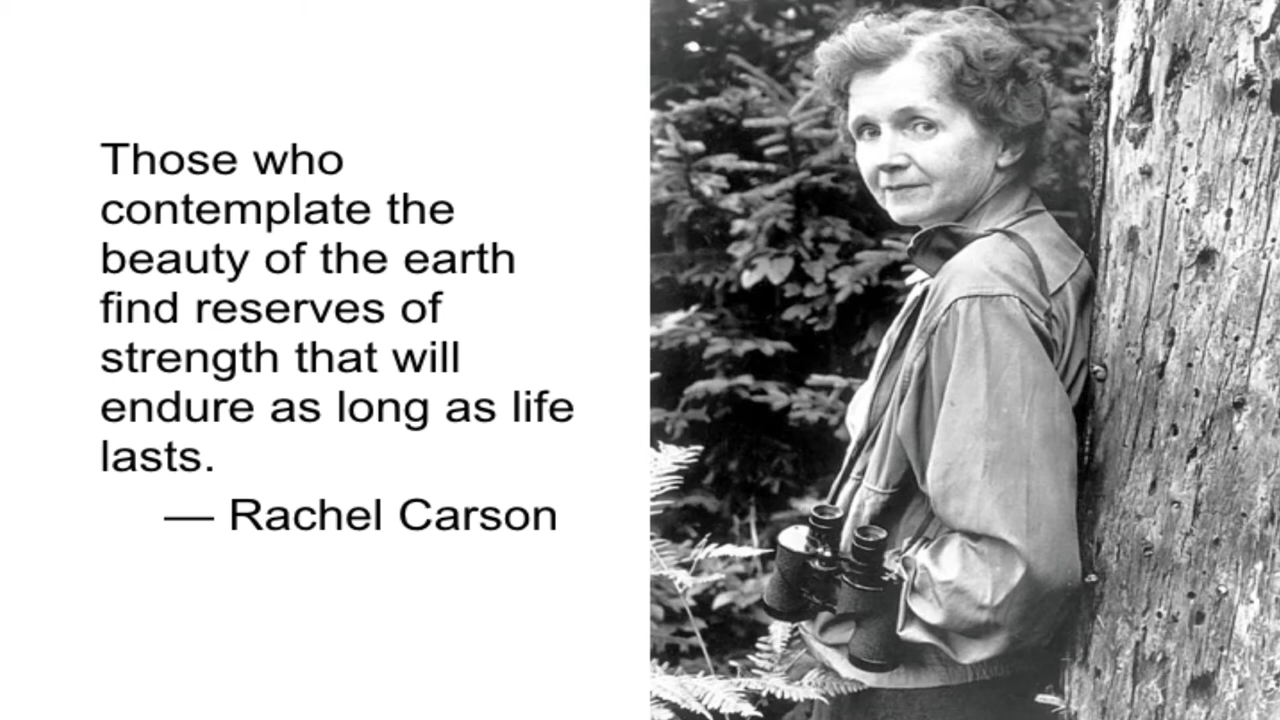 Those who
contemplate the
beauty of the earth
find reserves of
strength that will
endure as long as life
lasts.
— Rachel Carson